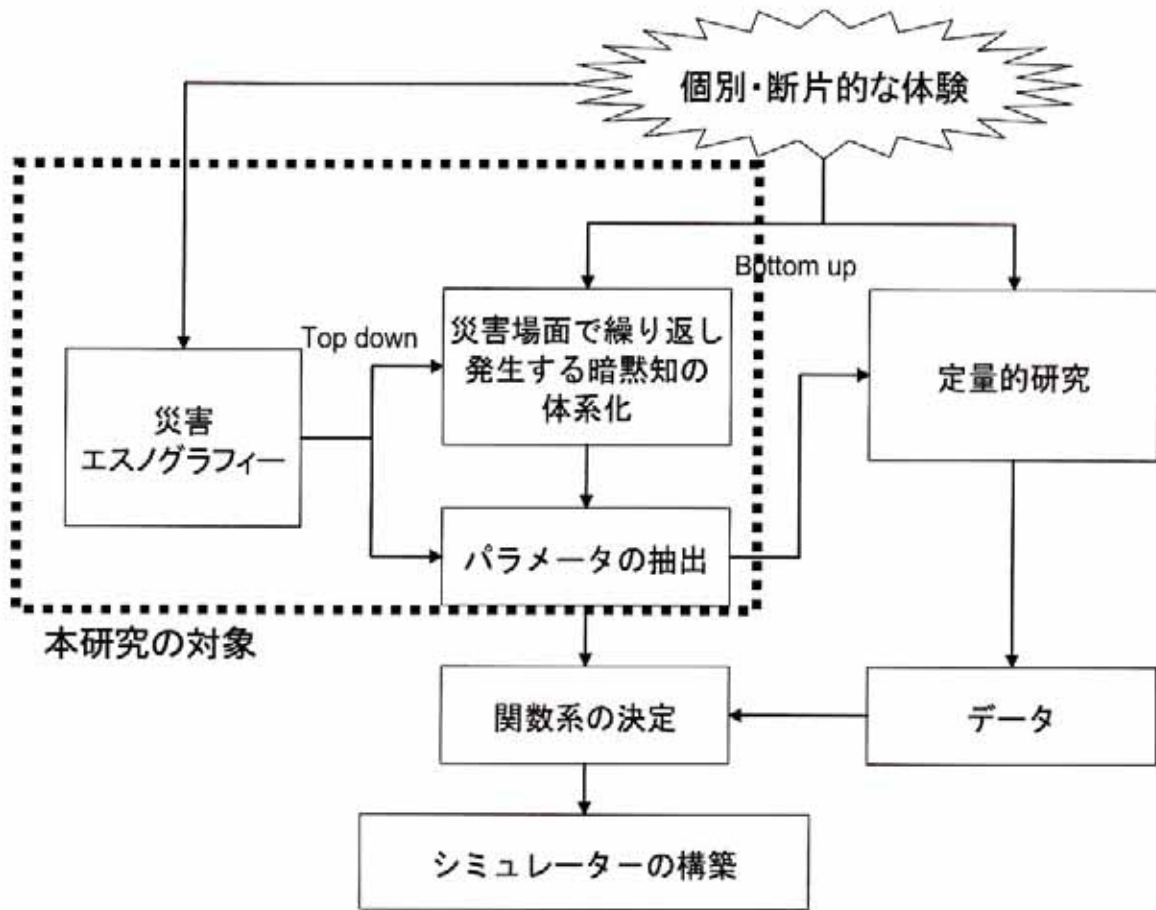 個別・断片的な体験
Bottom up
Top down
災害場面で繰り返し
発生する暗黙知の
体系化
定量的研究
災害
エスノグラフィー
パラメータの抽出
本研究の対象
関数系の決定
データ
シミュレーターの構築